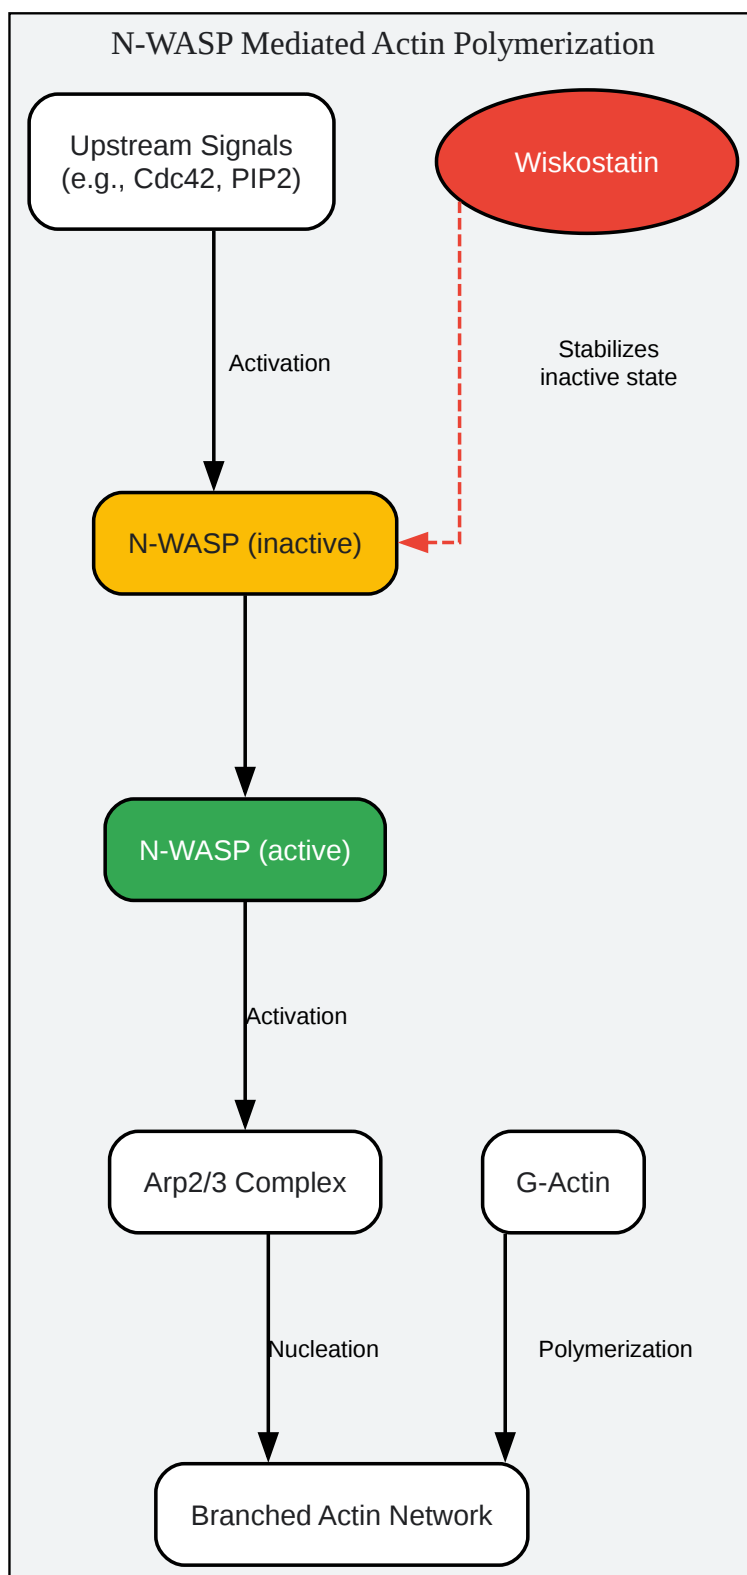 N-WASP Mediated Actin Polymerization
Upstream Signals
(e.g., Cdc42, PIP2)
Wiskostatin
Activation
Stabilizes
inactive state
N-WASP (inactive)
N-WASP (active)
Activation
Arp2/3 Complex
G-Actin
Nucleation
Polymerization
Branched Actin Network